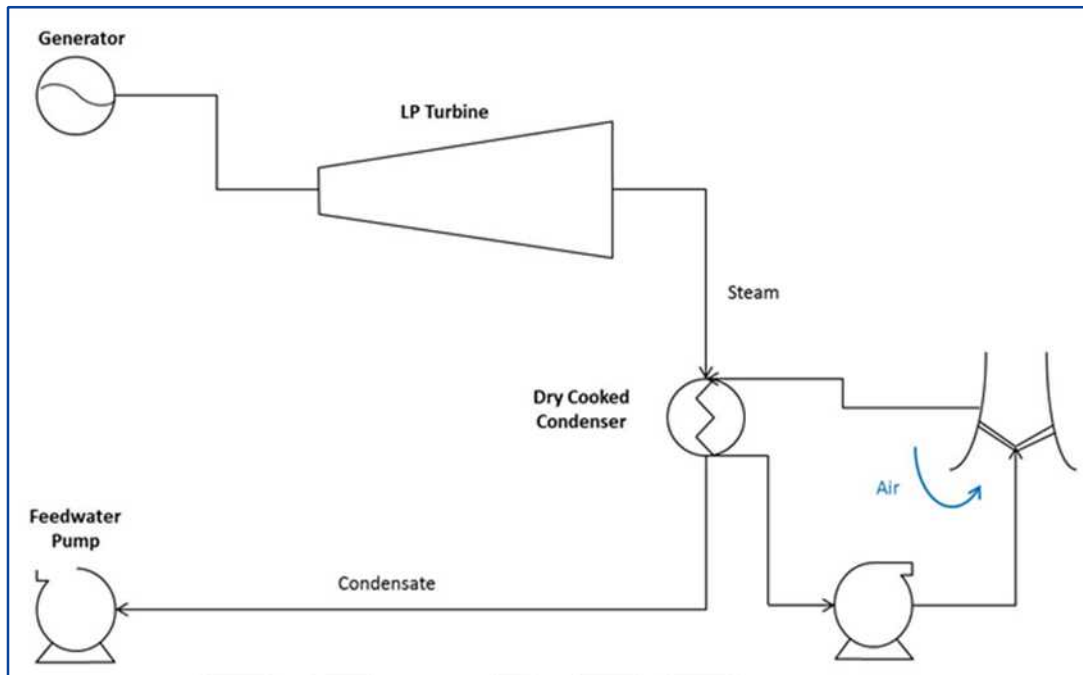 Generator
LP Turbine
Steam
Dry Cooked
Condenser
Air
Feedwater
Pump
Condensate